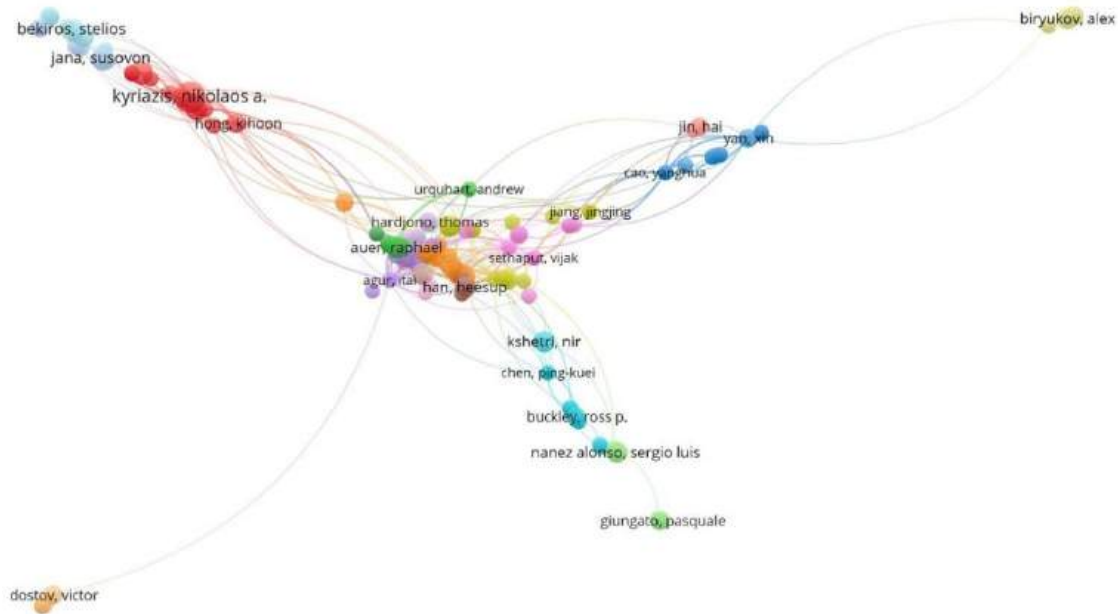 biryukov, alex
bekiros, stelios
jana, susovon
kyriazis, nikolaos a.
hong, kihoon
jin, hai
yan, xin
cao, yanghua
urquhart, andrew
jiang, jingjing
hardjono, thomas
auer, raphael
sethaput, vijak
agur, itai
han, heesup
kshetri, nir
chen, ping-kuei
buckley, ross p.
nanez alonso, sergio luis
giungato, pasquale
dostov, victor